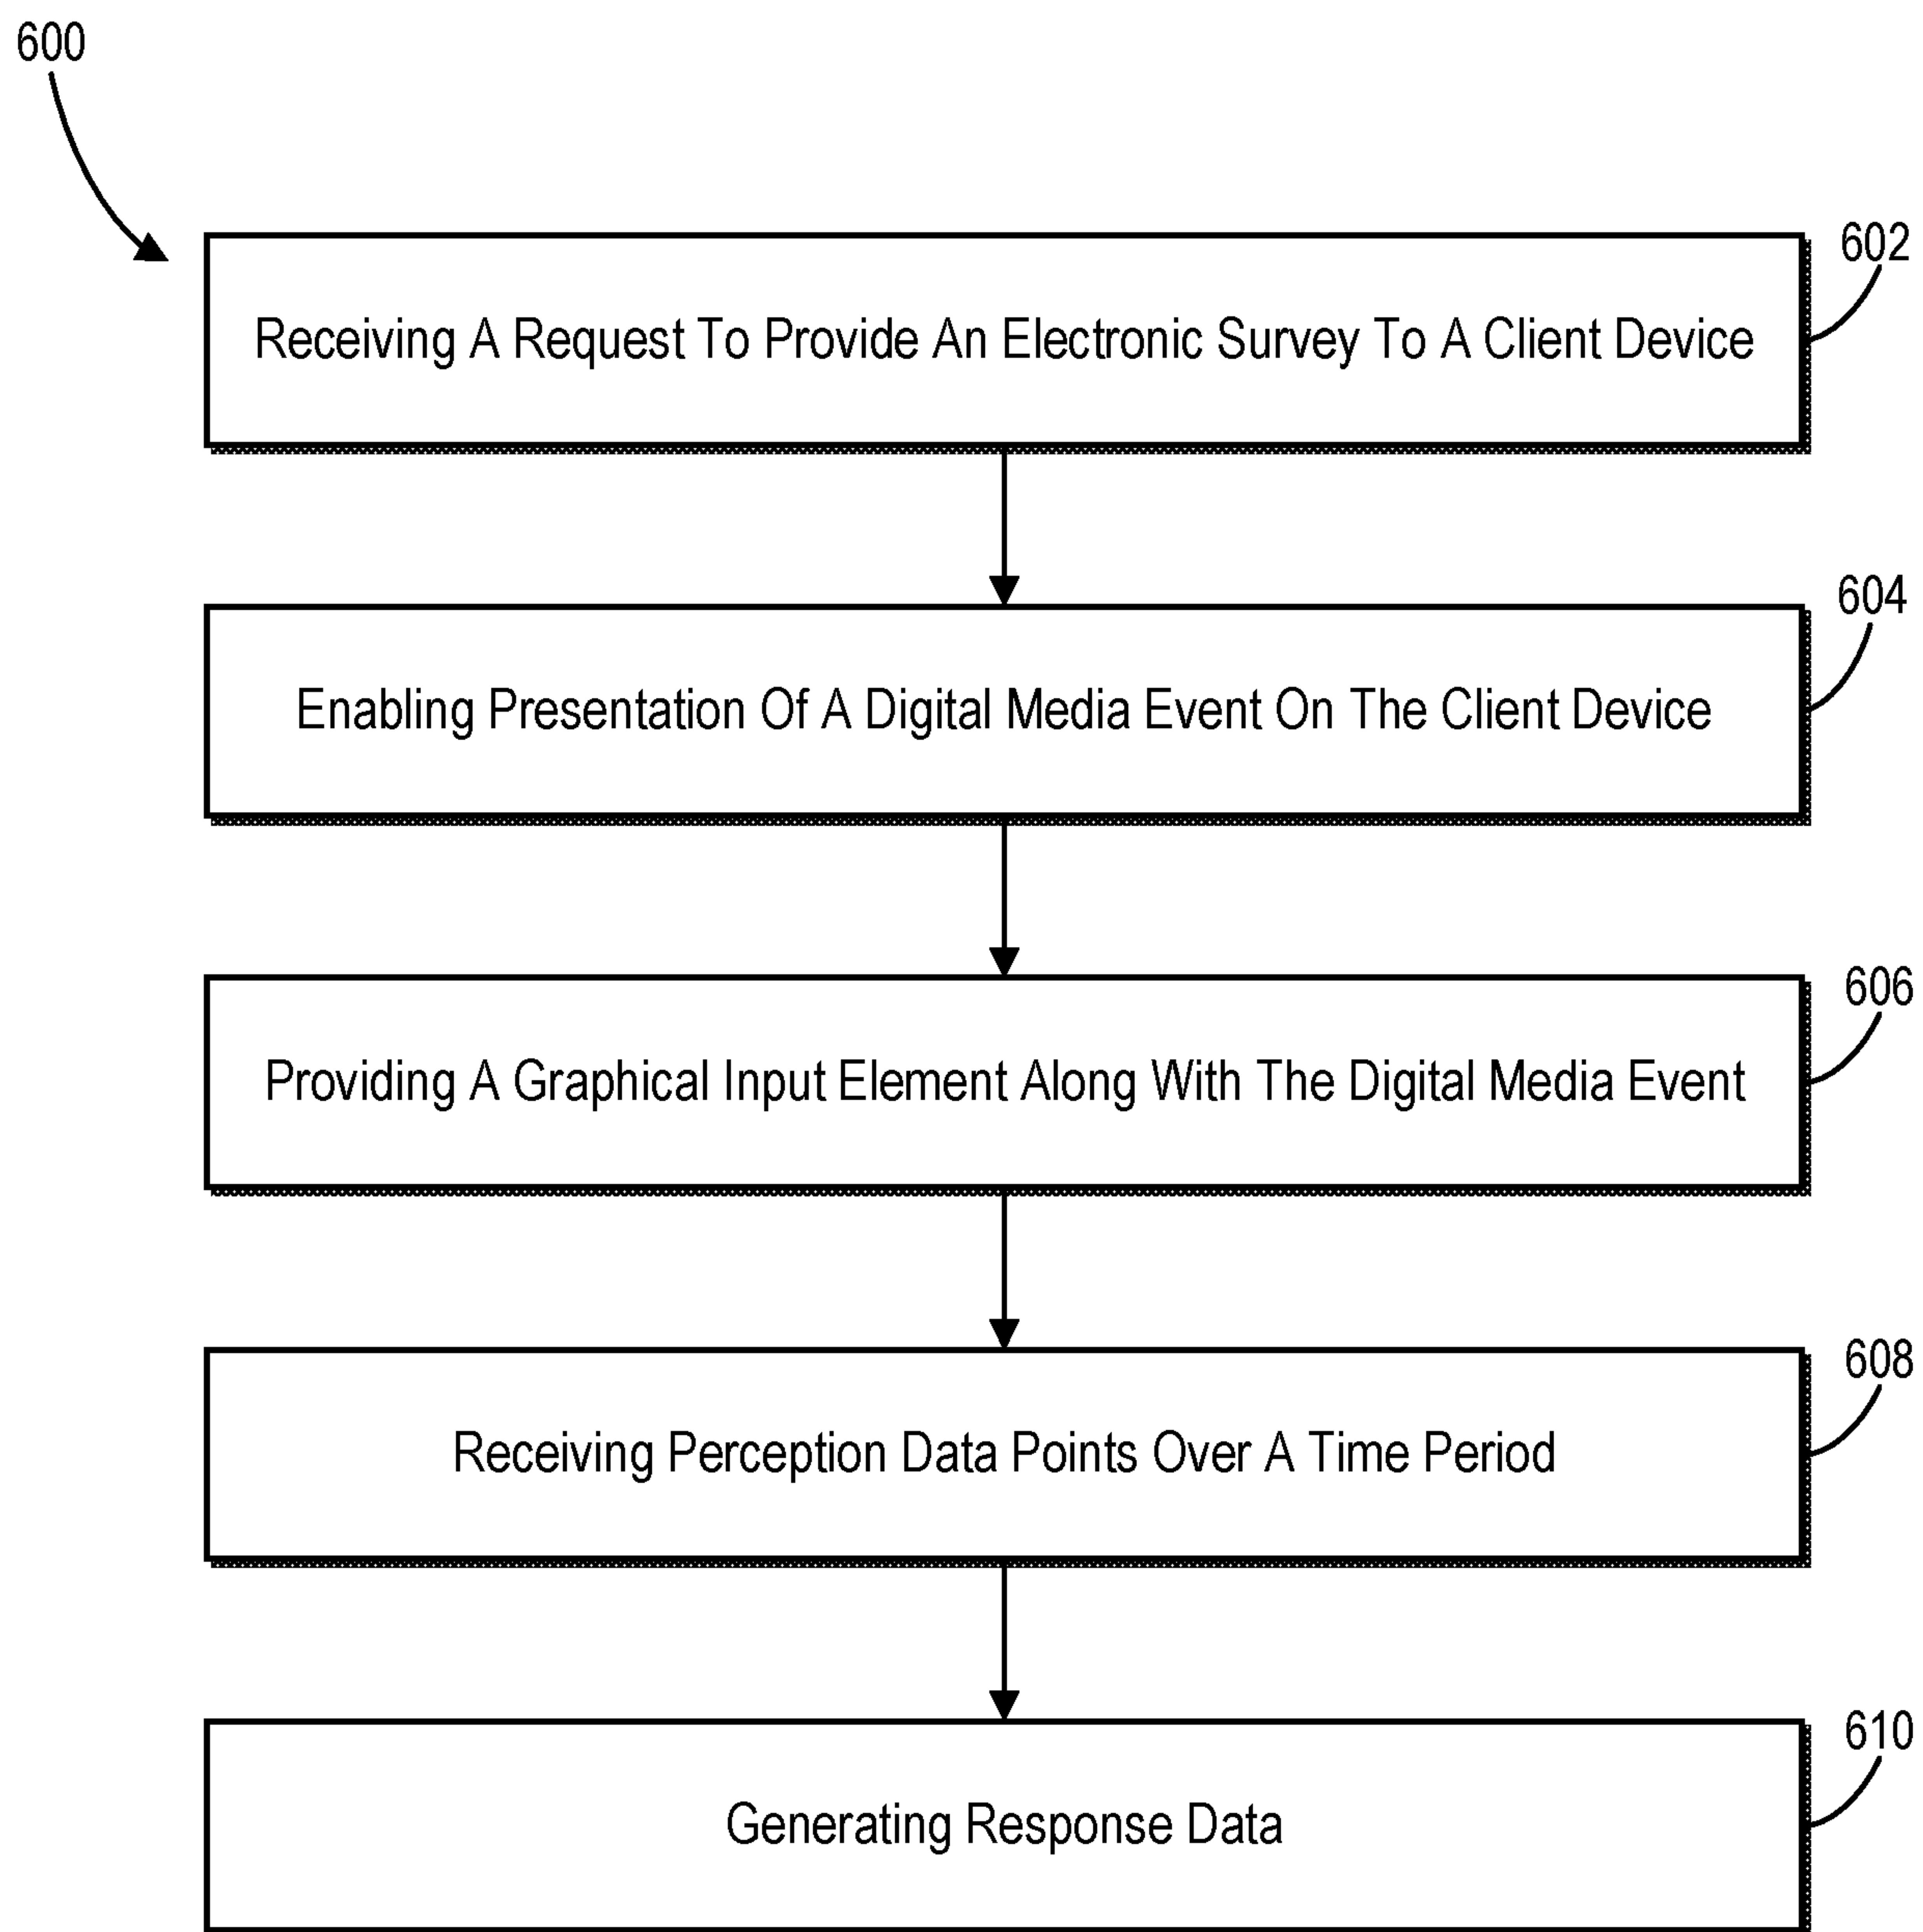 600
602
Receiving A Request To Provide An Electronic Survey To A Client Device
604
Enabling Presentation Of A Digital Media Event On The Client Device
606
Providing A Graphical Input Element Along With The Digital Media Event
608
Receiving Perception Data Points Over A Time Period
610
Generating Response Data